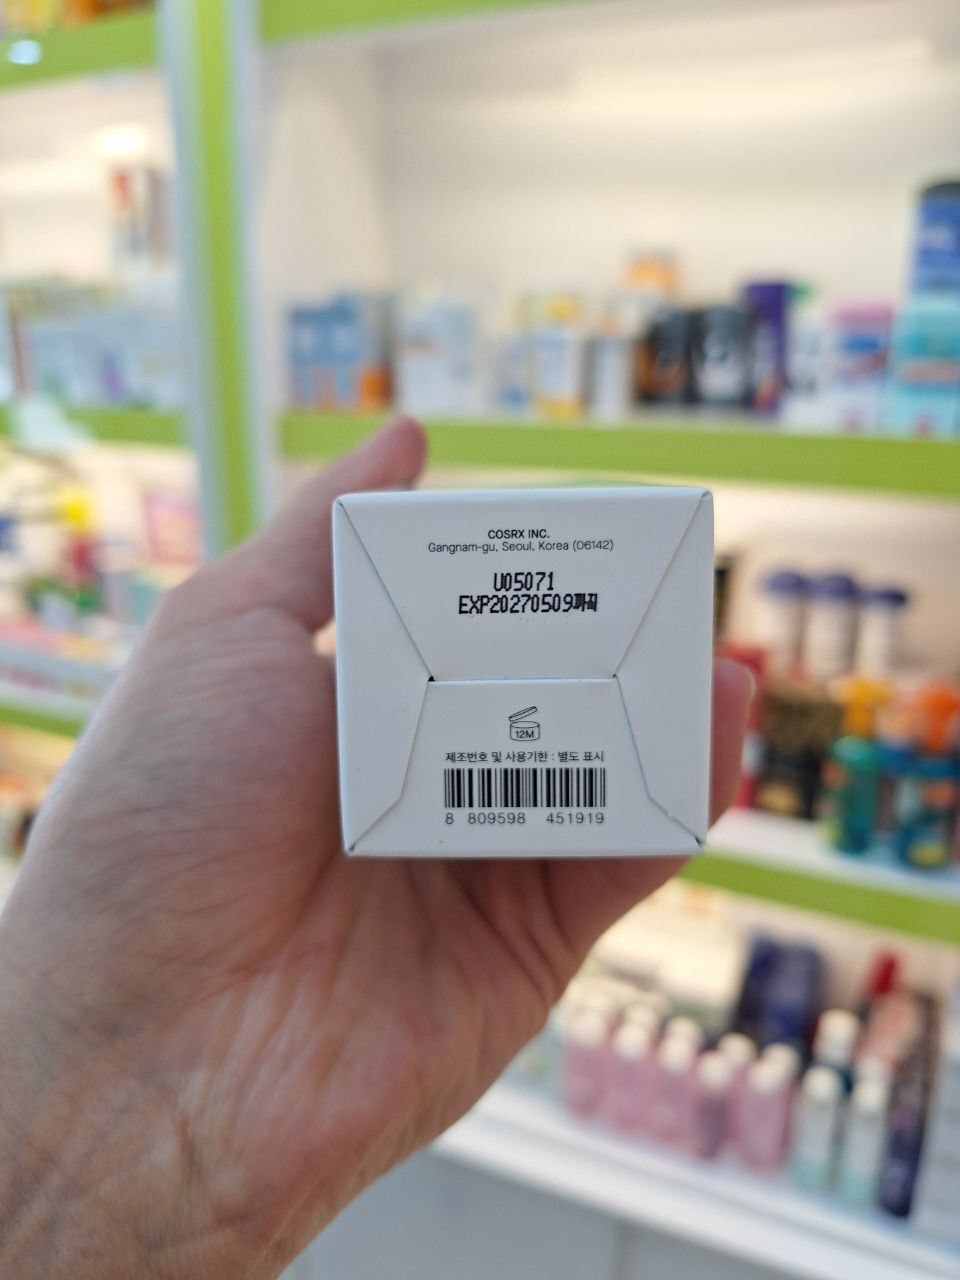 COSRX INC.
Gangnam-gu, Seoul, Korea (06142)
U05071
EXP20270509까지
12M
제조번호 및 사용기한 : 별도 표시
8 809598 451919